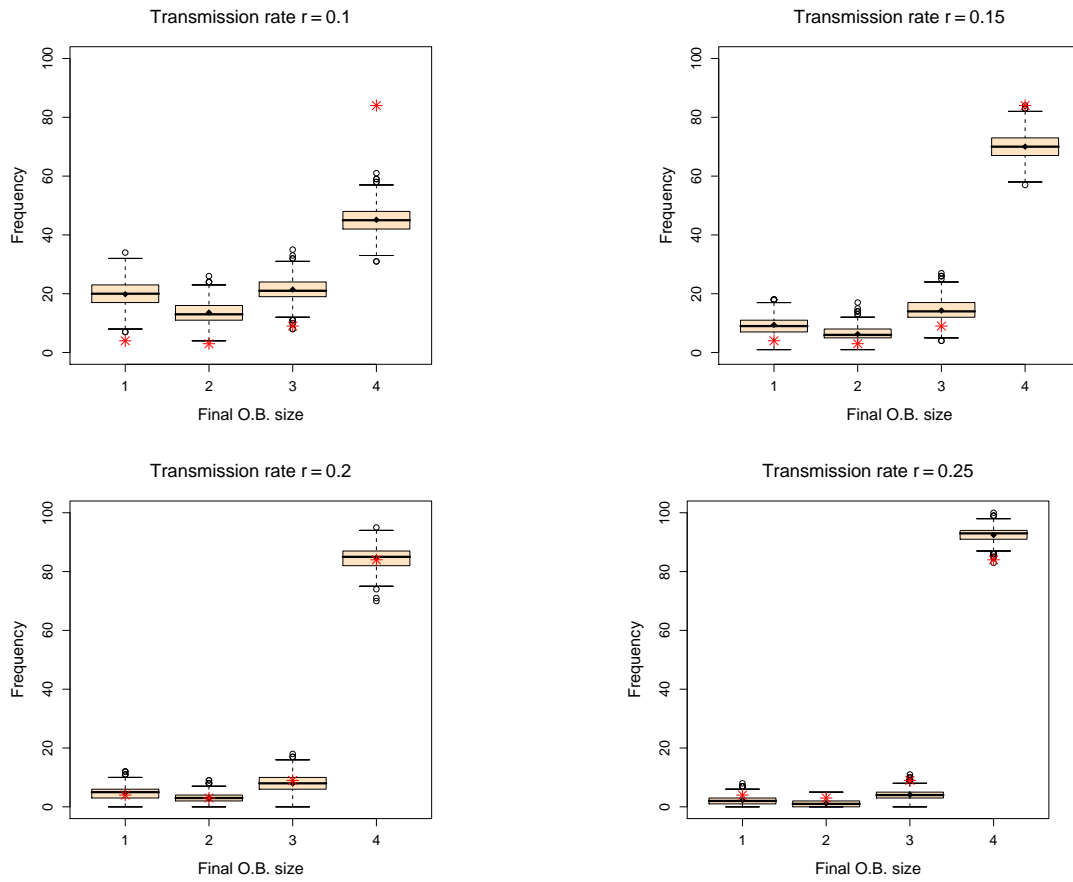 Transmission rate r = 0.1
Frequency
0 20 40 60 80 100
1 2 3 4
Final O.B. size
Transmission rate r = 0.15
Frequency
0 20 40 60 80 100
1 2 3 4
Final O.B. size
Transmission rate r = 0.2
Frequency
0 20 40 60 80 100
1 2 3 4
Final O.B. size
Transmission rate r = 0.25
Frequency
0 20 40 60 80 100
1 2 3 4
Final O.B. size